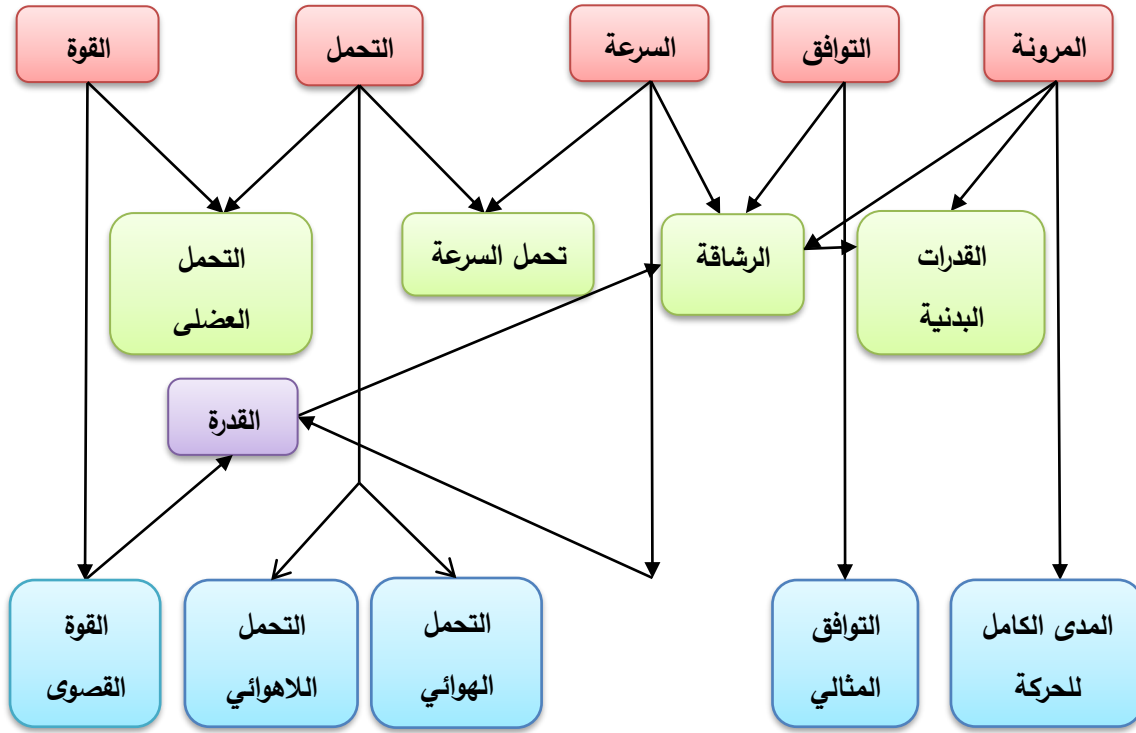 المرونة
التوافق
السرعة
التحمل
القوة
القدرات
البدنية
الرشاقة
تحمل السرعة
التحمل
العضلى
القدرة
المدى الكامل
للحركة
التوافق
المثالي
التحمل
الهوائي
التحمل
اللاهوائي
القوة
القصوى